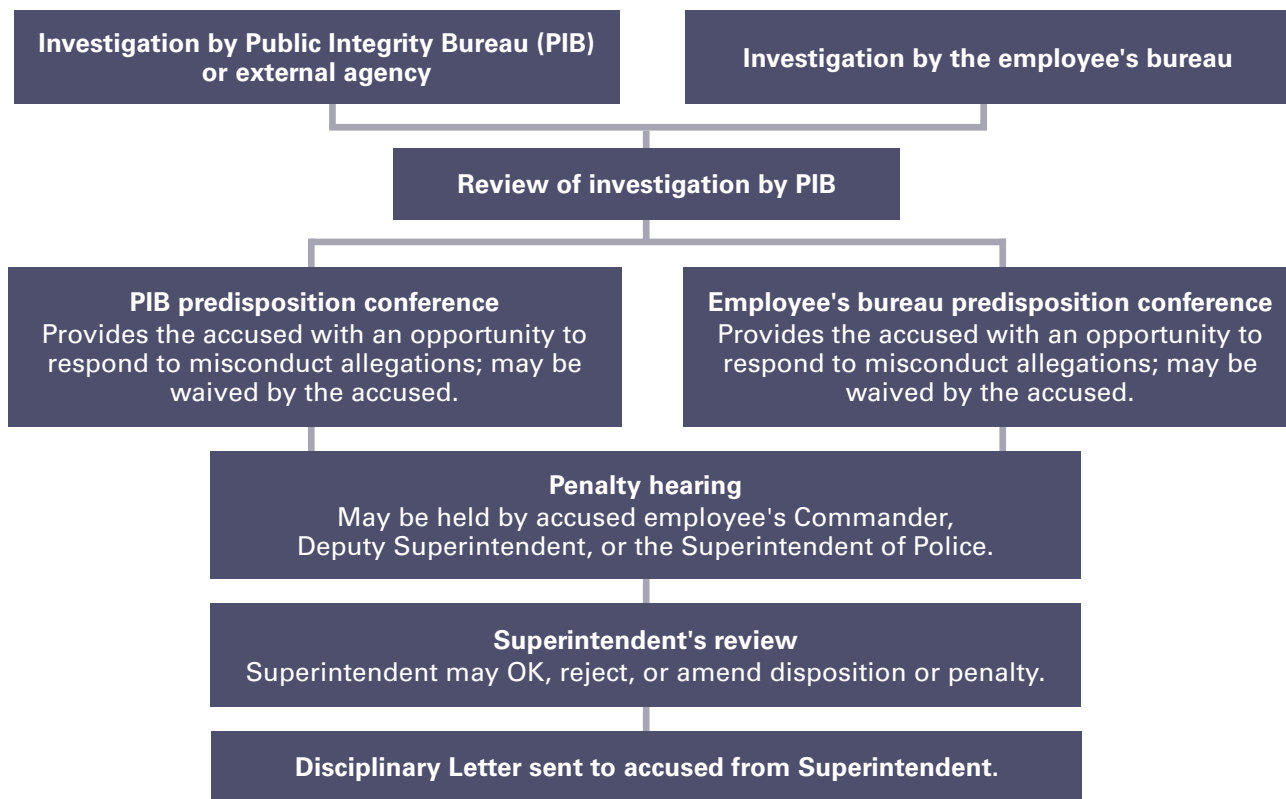 Investigation by Public Integrity Bureau (PIB)
or external agency
Investigation by the employee's bureau
Review of investigation by PIB
PIB predisposition conference
Provides the accused with an opportunity to
respond to misconduct allegations; may be
waived by the accused.
Employee's bureau predisposition conference
Provides the accused with an opportunity to
respond to misconduct allegations; may be
waived by the accused.
Penalty hearing
May be held by accused employee's Commander,
Deputy Superintendent, or the Superintendent of Police.
Superintendent's review
Superintendent may OK, reject, or amend disposition or penalty.
Disciplinary Letter sent to accused from Superintendent.